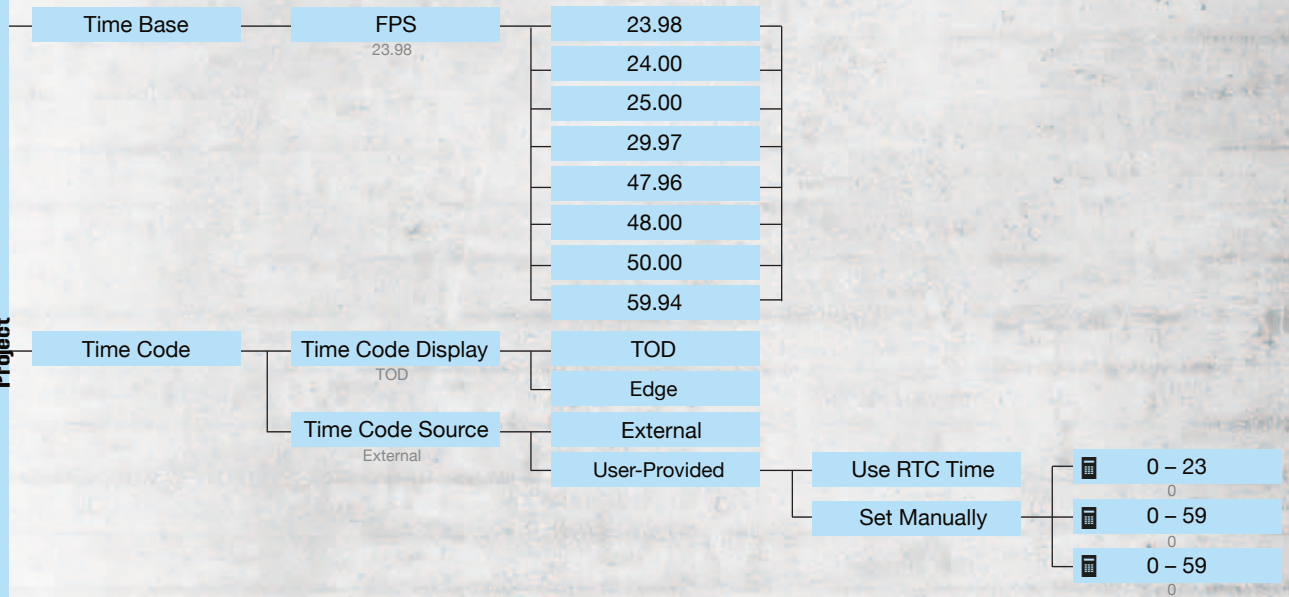 Time Base
FPS
23.98
23.98
24.00
25.00
29.97
47.96
48.00
50.00
59.94
Project
Time Code
Time Code Display
TOD
TOD
Edge
Time Code Source
External
External
User-Provided
Use RTC Time
Set Manually
0 – 23
0
0 – 59
0
0 – 59
0